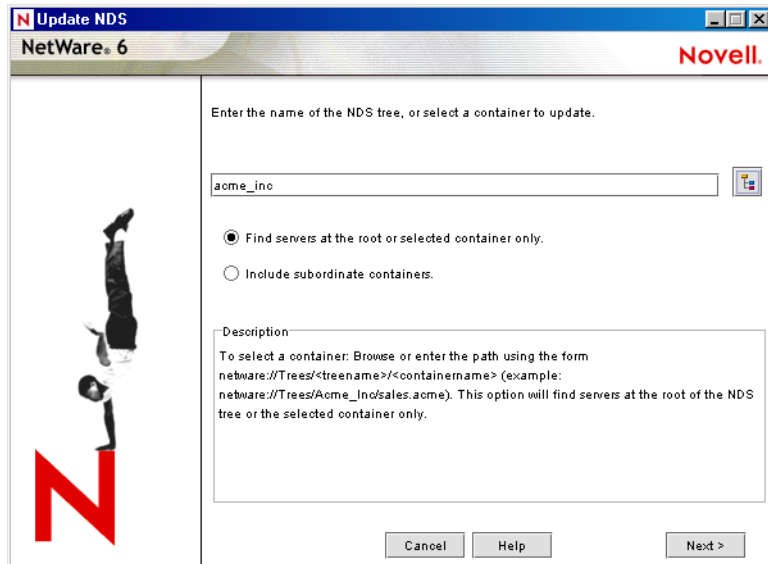 Update NDS
NetWare® 6
Novell.
Enter the name of the NDS tree, or select a container to update.
acme_inc
Find servers at the root or selected container only.
Include subordinate containers.
Description
To select a container: Browse or enter the path using the form
netware://Trees/<treename>/<containername> (example:
netware://Trees/Acme_Inc/sales.acme). This option will find servers at the root of the NDS
tree or the selected container only.
N
Cancel
Help
Next >